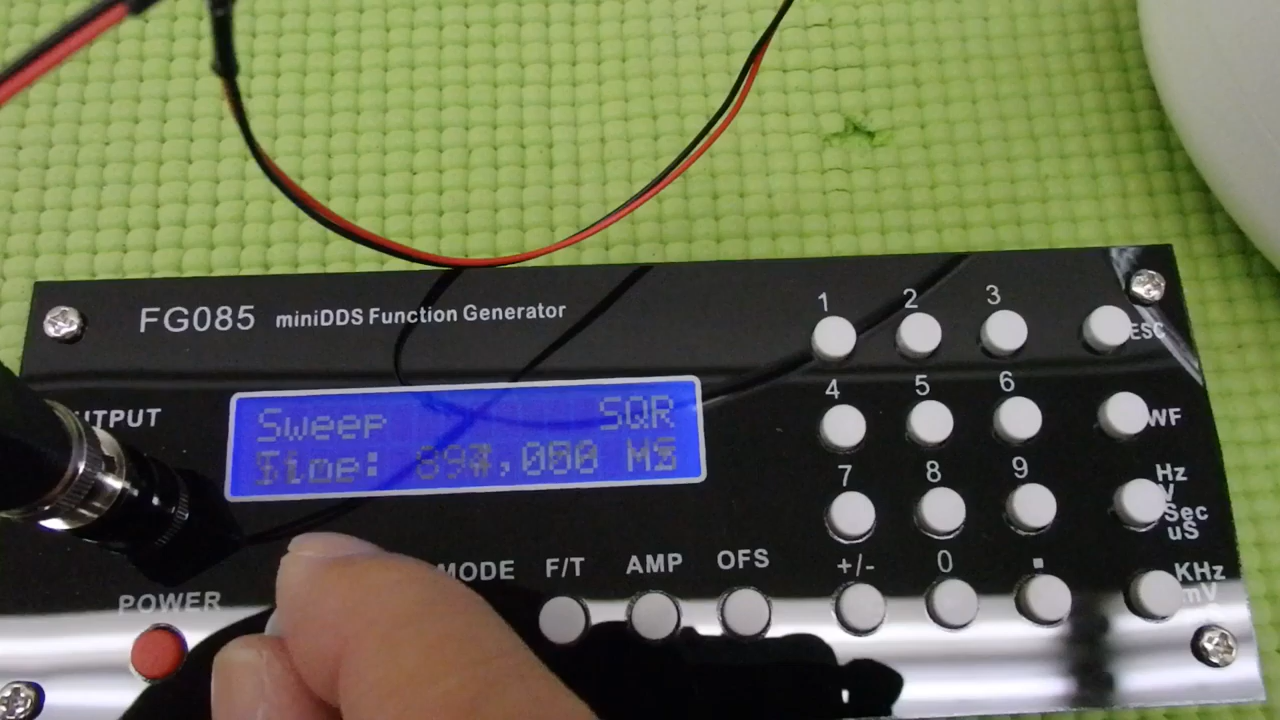 FG085 miniDDS Function Generator
1 2 3
ESC
UTPUT
Sweep SQR
4 5 6
WF
7 8 9
Hz
V
Sec
uS
MODE F/T AMP OFS
+/- 0 .
KHz
mV
POWER